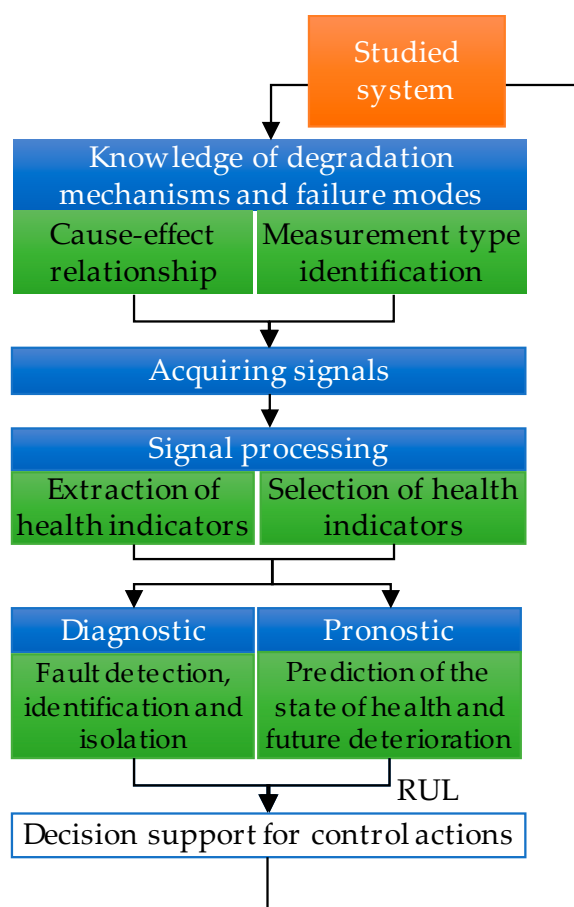 Studied
system
Knowledge of degradation
mechanisms and failure modes
Cause-effect
relationship
Measurement type
identification
Acquiring signals
Signal processing
Extraction of
health indicators
Selection of health
indicators
Diagnostic
Pronostic
Fault detection,
identification and
isolation
Prediction of the
state of health and
future deterioration
RUL
Decision support for control actions